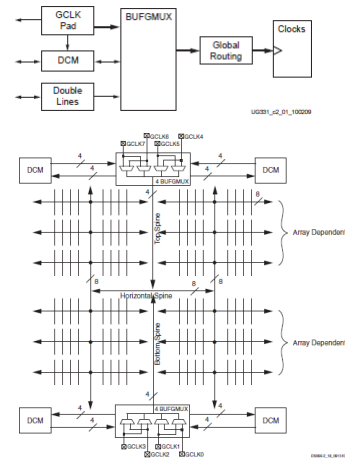 GCLK
Pad
BUFGMUX
Clocks
DCM
Global
Routing
Double
Lines
UG331_c2_01_100209
GCLK6 GCLK4
GCLK7 GCLK5
DCM 4 4 DCM
4 4
4 BUFGMUX
4 8
Top Spine
Array Dependent
8 8
Horizontal Spine
Bottom Spine
Array Dependent
4
4 4
4 BUFGMUX
DCM 4 4 DCM
GCLK3 GCLK1
GCLK2 GCLK0